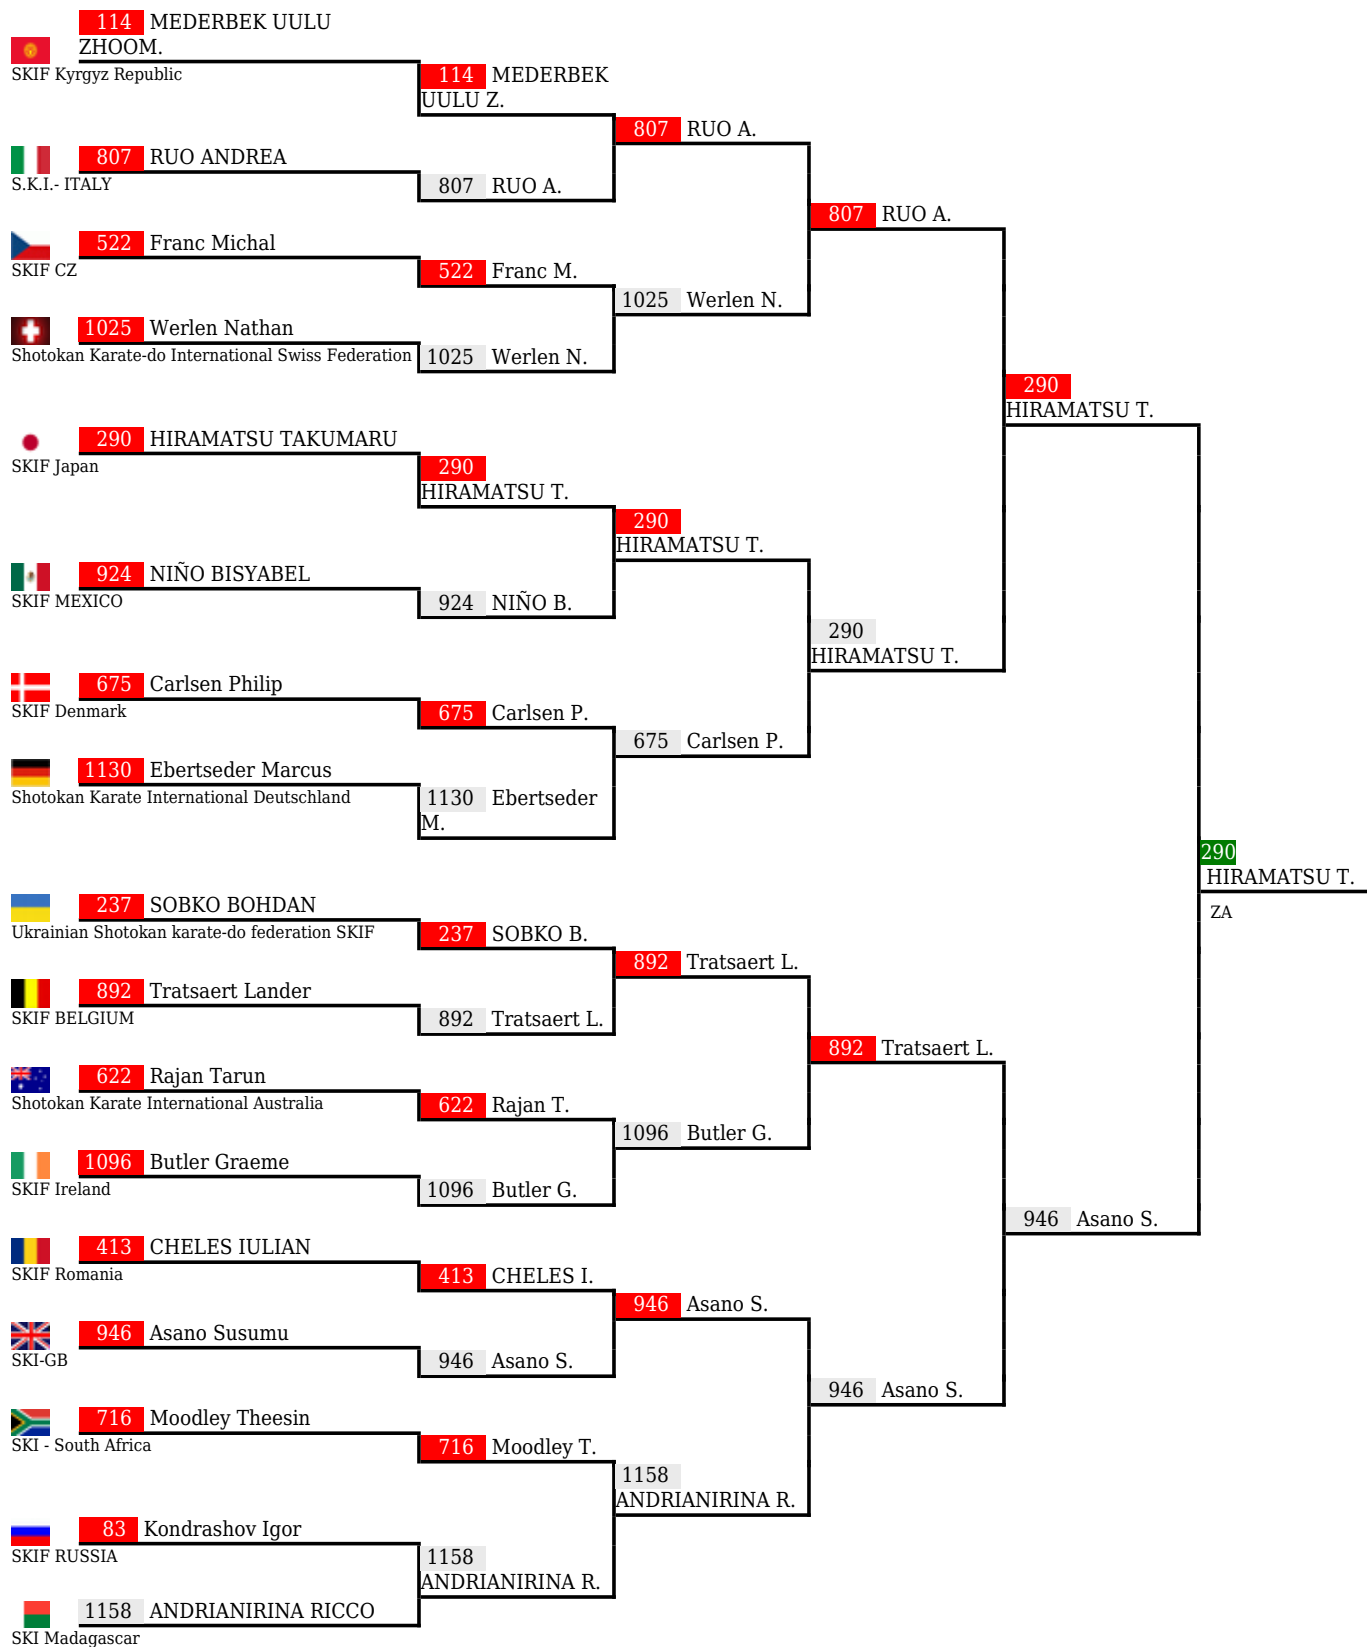 114 MEDERBEK UULU
ZHOOM.
SKIF Kyrgyz Republic
114 MEDERBEK
UULU Z.
807 RUO A.
807 RUO ANDREA
S.K.I.- ITALY
807 RUO A.
807 RUO A.
522 Franc Michal
SKIF CZ
522 Franc M.
1025 Werlen N.
1025 Werlen Nathan
Shotokan Karate-do International Swiss Federation
1025 Werlen N.
290
HIRAMATSU T.
290 HIRAMATSU TAKUMARU
SKIF Japan
290
HIRAMATSU T.
290
HIRAMATSU T.
924 NIÑO BISYABEL
SKIF MEXICO
924 NIÑO B.
290
HIRAMATSU T.
675 Carlsen Philip
SKIF Denmark
675 Carlsen P.
675 Carlsen P.
1130 Ebertseder Marcus
Shotokan Karate International Deutschland
1130 Ebertseder
M.
290
HIRAMATSU T.
ZA
237 SOBKO BOHDAN
Ukrainian Shotokan karate-do federation SKIF
237 SOBKO B.
892 Tratsaert L.
892 Tratsaert Lander
SKIF BELGIUM
892 Tratsaert L.
892 Tratsaert L.
622 Rajan Tarun
Shotokan Karate International Australia
622 Rajan T.
1096 Butler G.
1096 Butler Graeme
SKIF Ireland
1096 Butler G.
946 Asano S.
413 CHELES IULIAN
SKIF Romania
413 CHELES I.
946 Asano S.
946 Asano Susumu
SKI-GB
946 Asano S.
946 Asano S.
716 Moodley Theesin
SKI - South Africa
716 Moodley T.
1158
ANDRIANIRINA R.
83 Kondrashov Igor
SKIF RUSSIA
1158
ANDRIANIRINA R.
1158 ANDRIANIRINA RICCO
SKI Madagascar